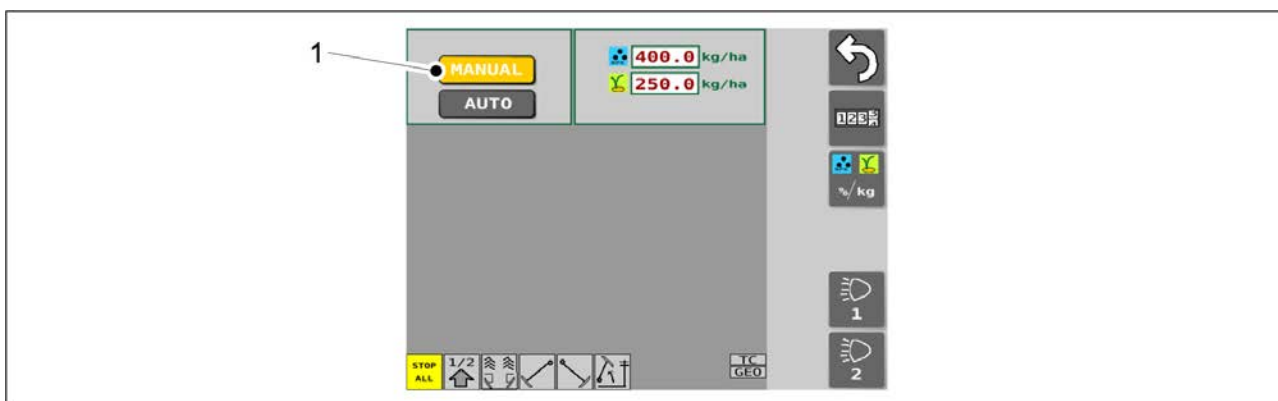 1
MANUAL
AUTO
400.0 kg/ha
250.0 kg/ha
%/kg
1
2
STOP
ALL
1/2
TC
GEO